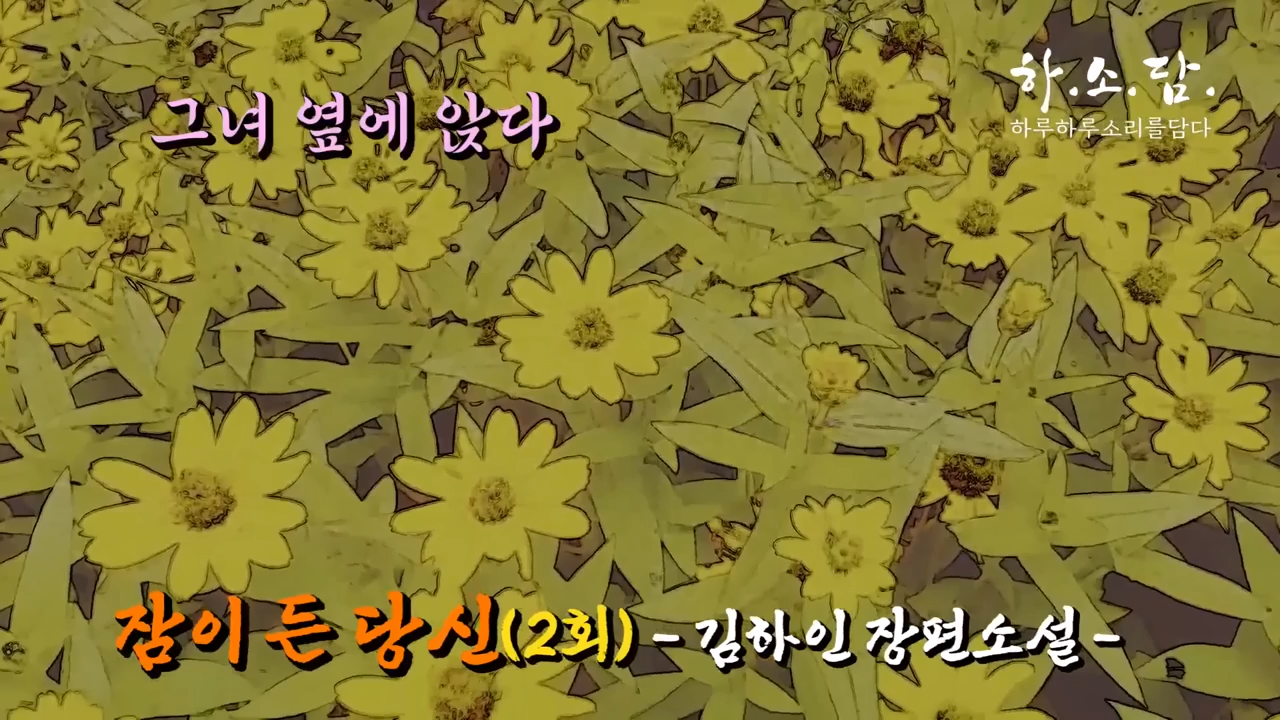 하.소.담.
하루하루소리를담다
그녀 옆에 앉다
잠이 든 당신(2회) - 김하인 장편소설 -